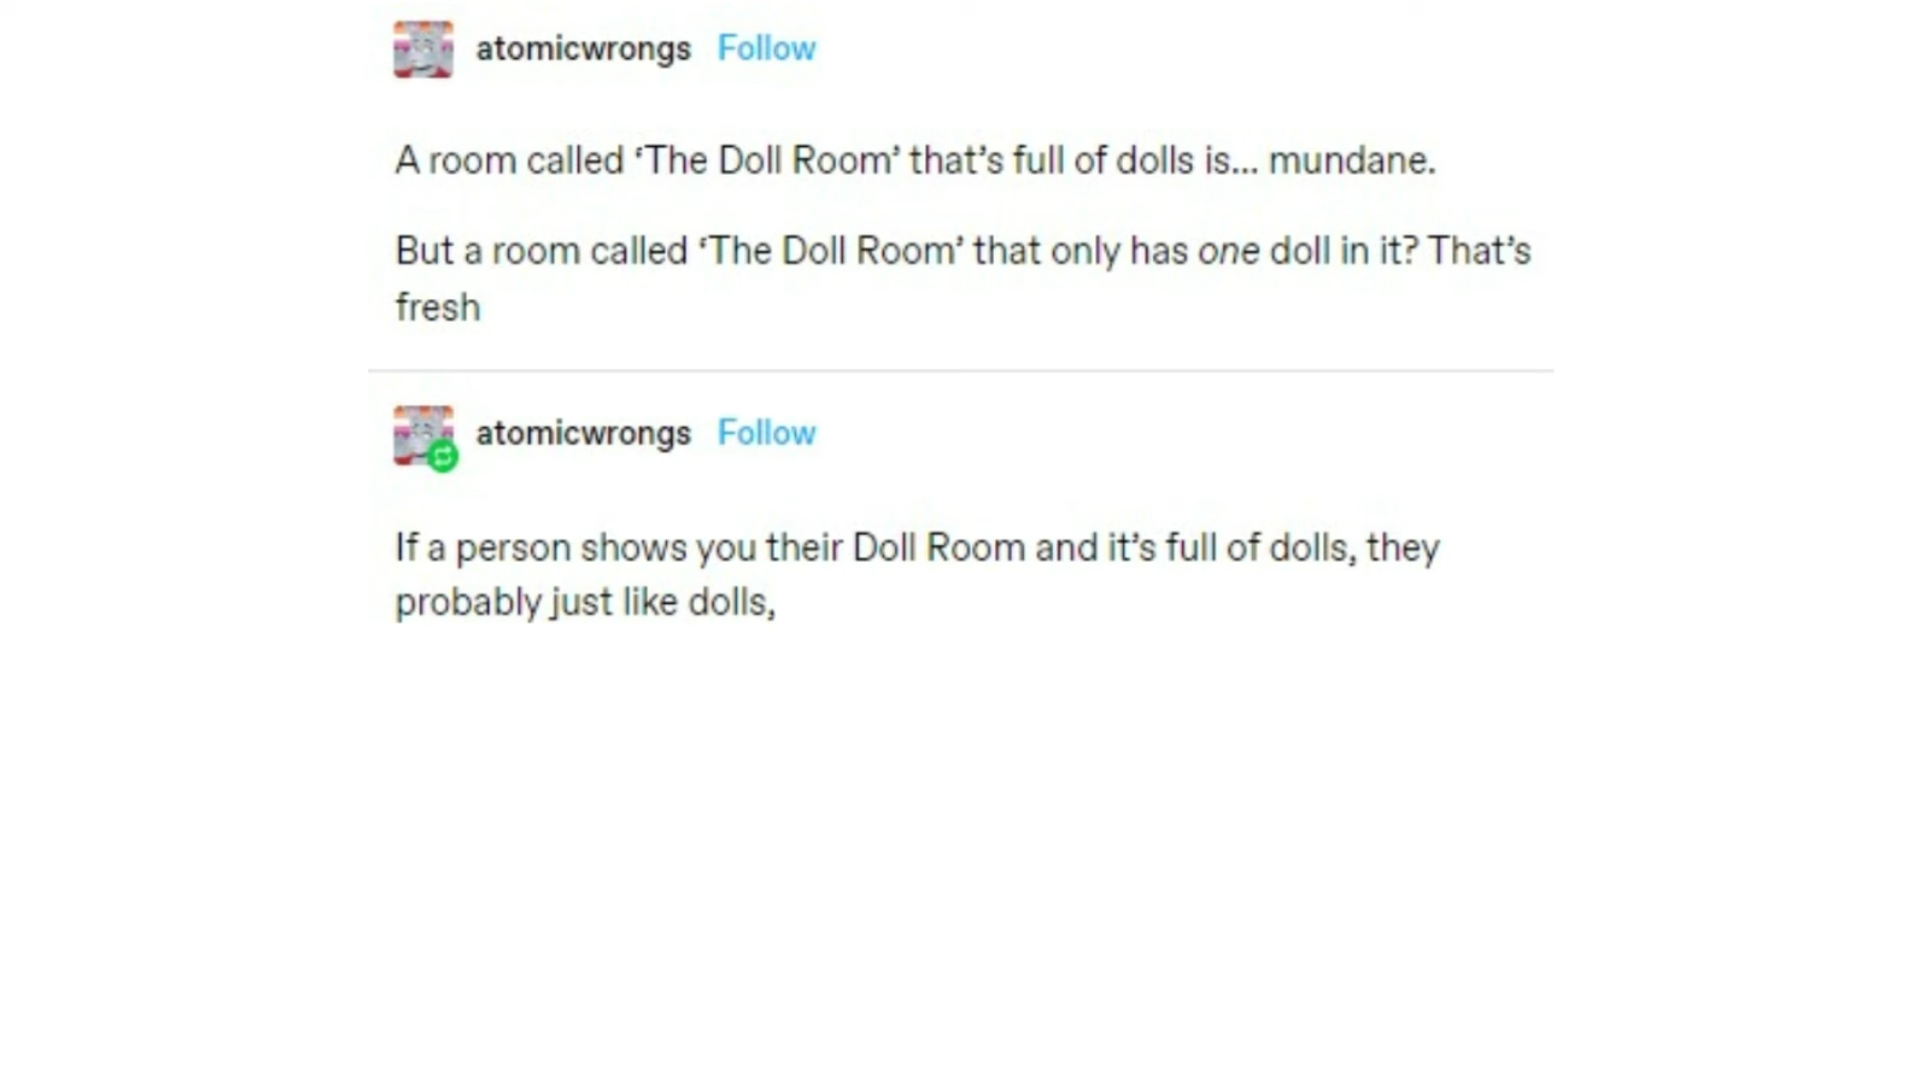 atomicwrongs Follow
A room called ‘The Doll Room’ that’s full of dolls is... mundane.
But a room called ‘The Doll Room’ that only has one doll in it? That’s
fresh
atomicwrongs Follow
If a person shows you their Doll Room and it’s full of dolls, they
probably just like dolls,